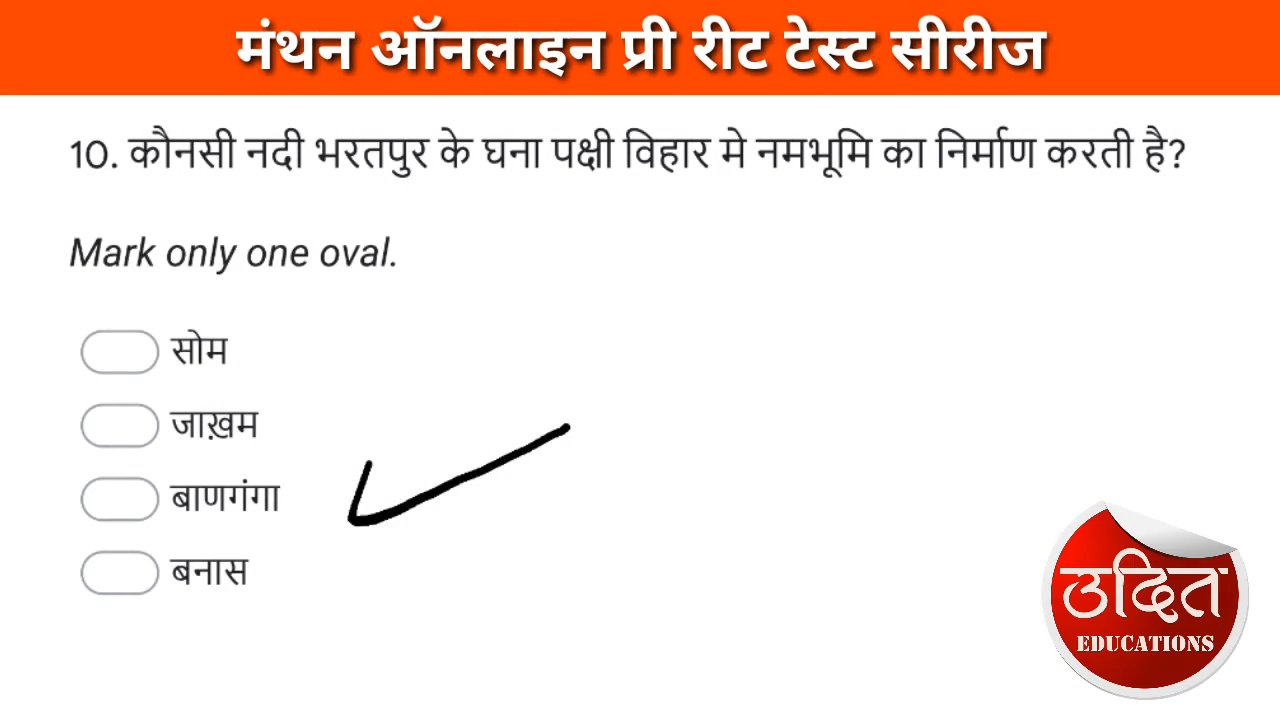 मंथन ऑनलाइन प्री रीट टेस्ट सीरीज
10. कौनसी नदी भरतपुर के घना पक्षी विहार मे नमभूमि का निर्माण करती है?
Mark only one oval.
सोम
जाख़म
बाणगंगा
बनास
उदित
EDUCATIONS